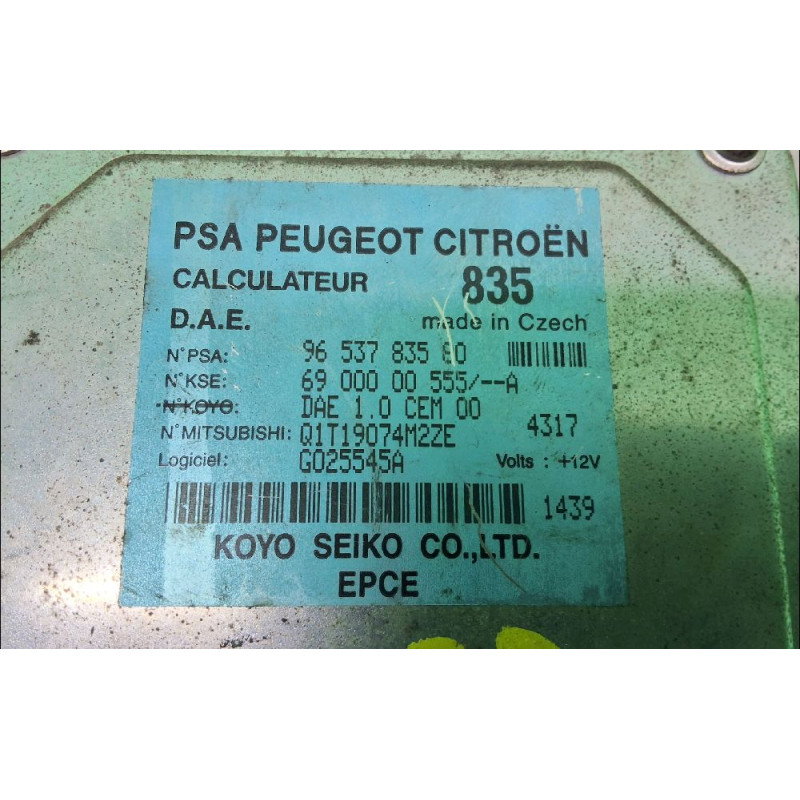 PSA PEUGEOT CITROËN
CALCULATEUR 835
D.A.E. made in Czech
N°PSA: 96 537 835 80
N°KSE: 69 000 00 555/--A
N°KOYO: DAE 1.0 CEM 00
N°MITSUBISHI: Q1T19074M2ZE 4317
Logiciel: G025545A Volts : +12V
1439
KOYO SEIKO CO.,LTD.
EPCE